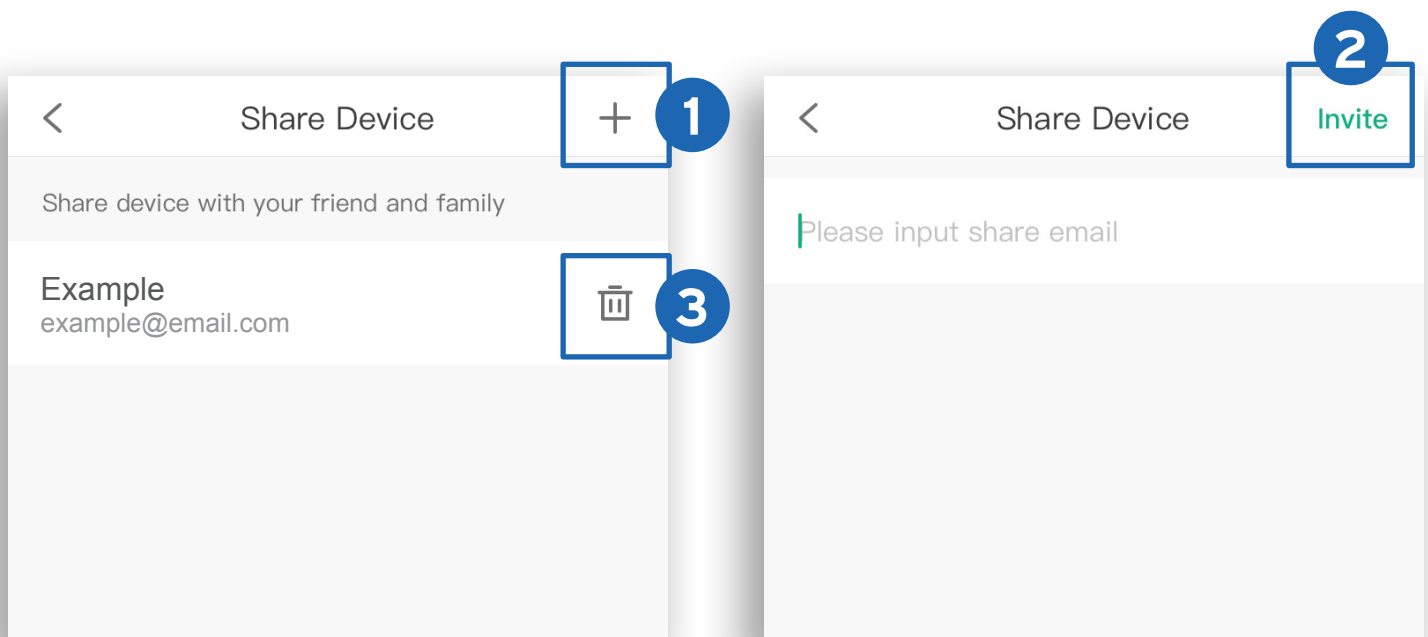 Share Device
1
Share device with your friend and family
Example
example@email.com
3
2
Share Device
Invite
Please input share email